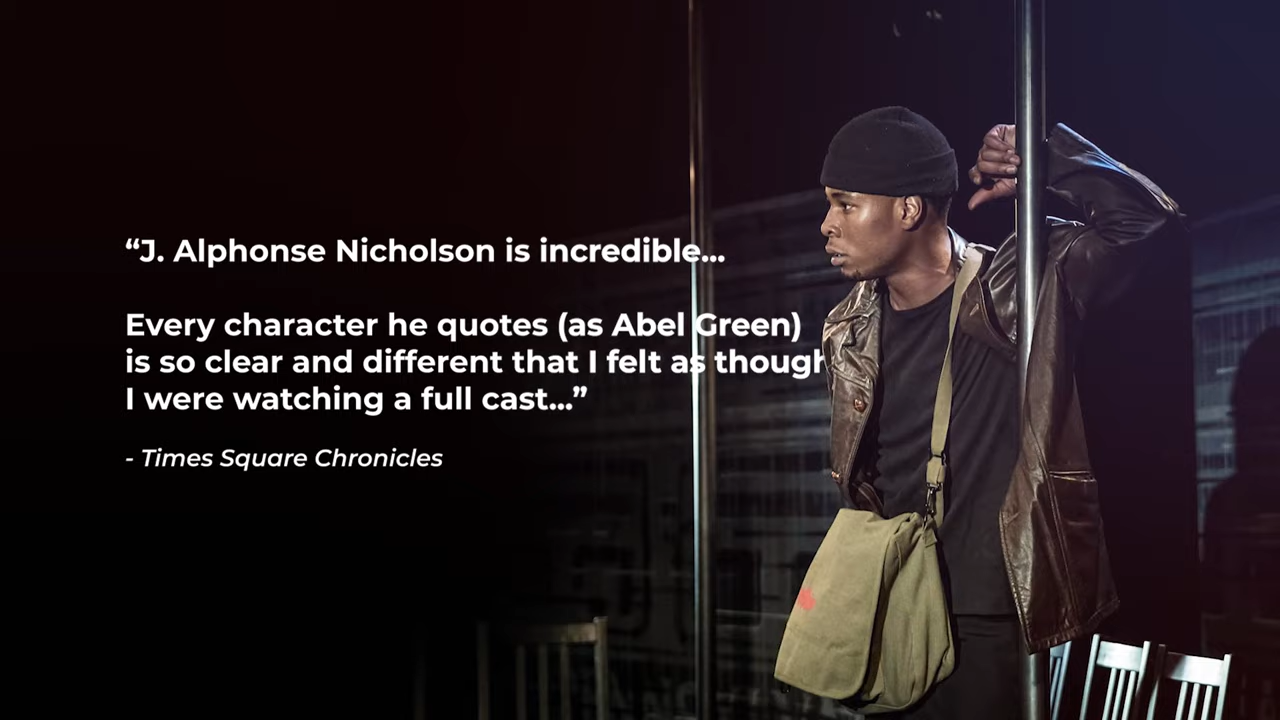 “J. Alphonse Nicholson is incredible...
Every character he quotes (as Abel Green)
is so clear and different that I felt as though
I were watching a full cast...”
- Times Square Chronicles